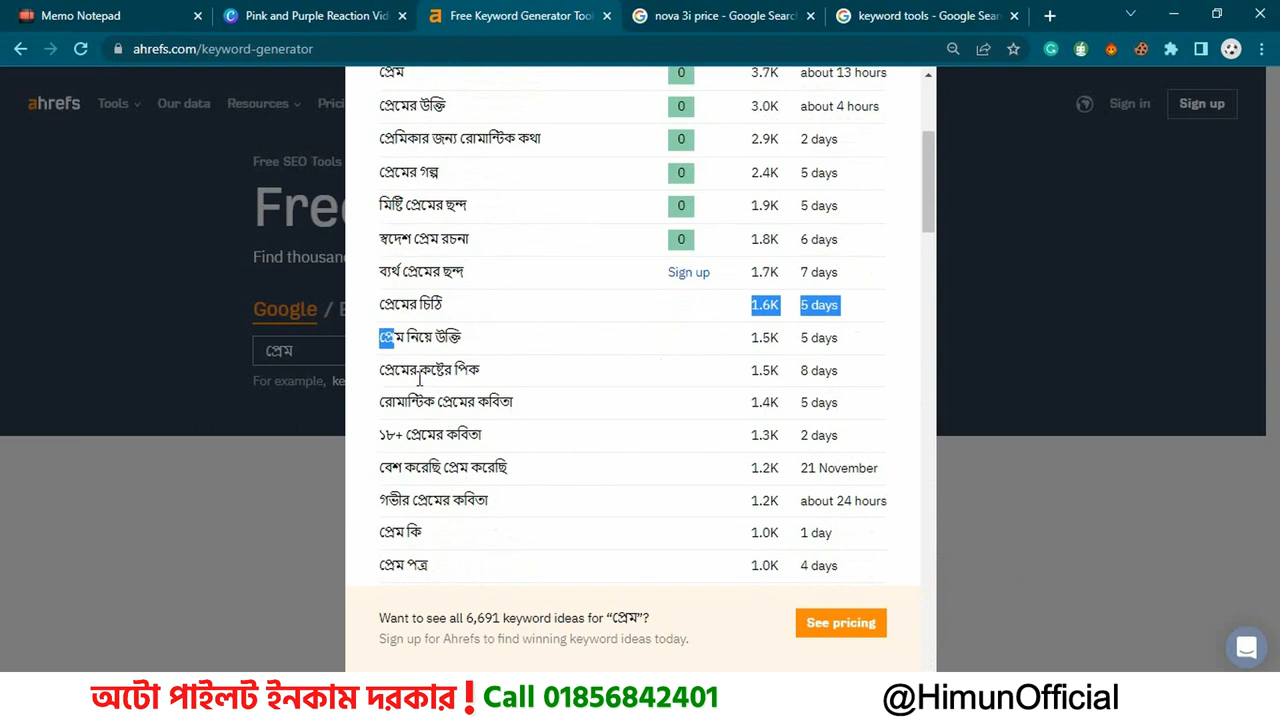 Memo Notepad
Pink and Purple Reaction Vid
Free Keyword Generator Tool
nova 3i price - Google Search
keyword tools - Google Sear
ahrefs.com/keyword-generator
ahrefs Tools Our data Resources Prici Sign in Sign up
Free SEO Tools
Free
Find thousan
Google / B
প্রেম
For example, ke
প্রেম 0 3.7K about 13 hours
প্রেমের উক্তি 0 3.0K about 4 hours
প্রেমিকার জন্য রোমান্টিক কথা 0 2.9K 2 days
প্রেমের গল্প 0 2.4K 5 days
মিষ্টি প্রেমের ছন্দ 0 1.9K 5 days
স্বদেশ প্রেম রচনা 0 1.8K 6 days
ব্যর্থ প্রেমের ছন্দ Sign up 1.7K 7 days
প্রেমের চিঠি 1.6K 5 days
প্রেম নিয়ে উক্তি 1.5K 5 days
প্রেমের কষ্টের পিক 1.5K 8 days
রোমান্টিক প্রেমের কবিতা 1.4K 5 days
১৮+ প্রেমের কবিতা 1.3K 2 days
বেশ করেছি প্রেম করেছি 1.2K 21 November
গভীর প্রেমের কবিতা 1.2K about 24 hours
প্রেম কি 1.0K 1 day
প্রেম পত্র 1.0K 4 days
Want to see all 6,691 keyword ideas for “প্রেম”?
Sign up for Ahrefs to find winning keyword ideas today.
See pricing
অটো পাইলট ইনকাম দরকার! Call 01856842401 @HimunOfficial